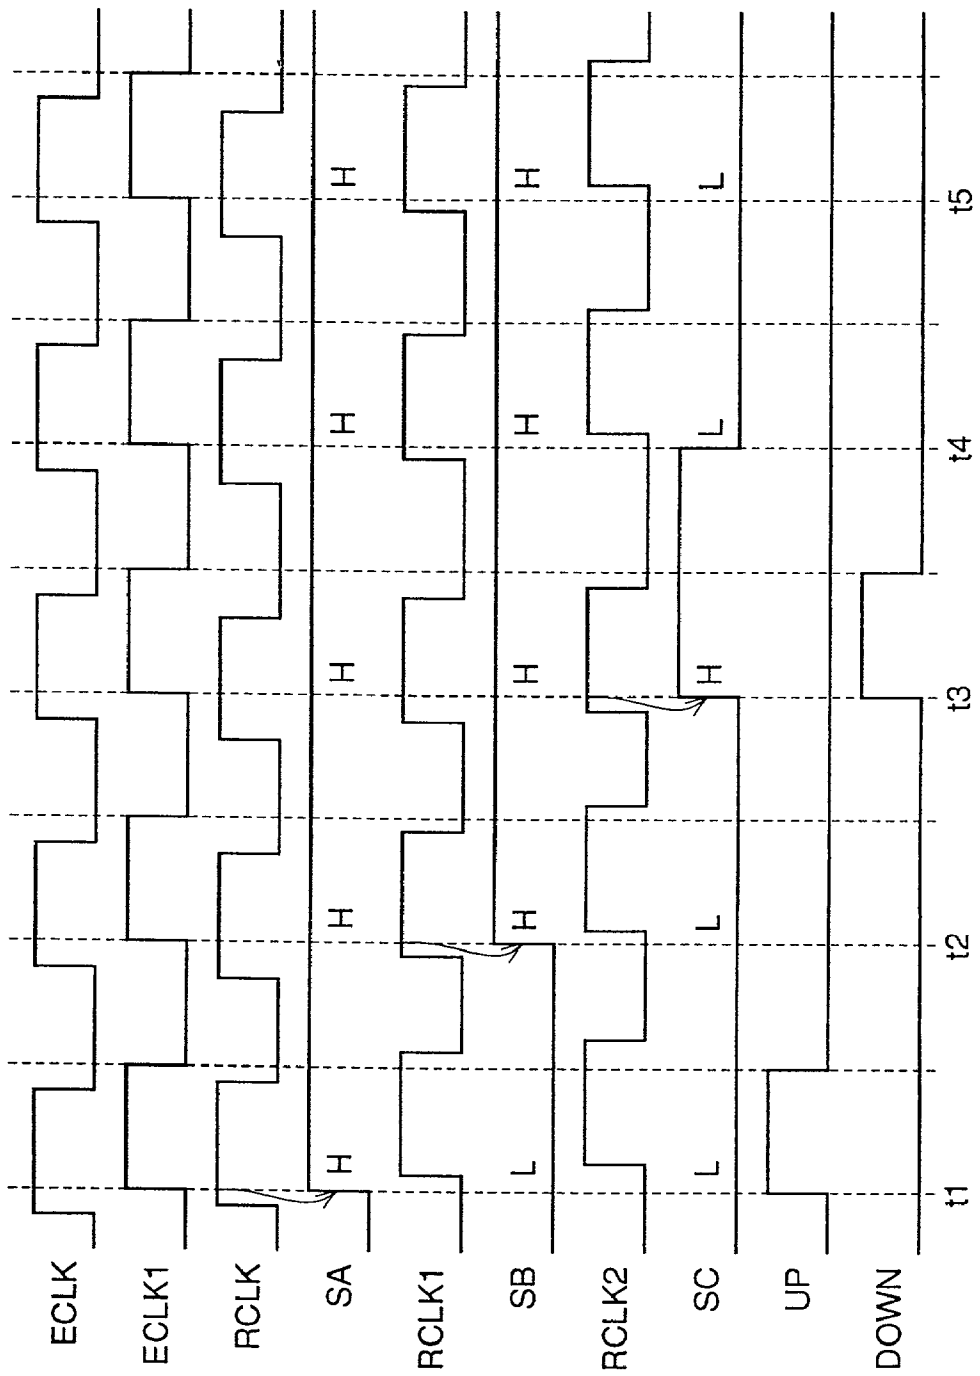 ECLK
ECLK1
RCLK
SA H H H H H
RCLK1
SB L H H H H
RCLK2
SC L L H L L
UP
DOWN
t1 t2 t3 t4 t5